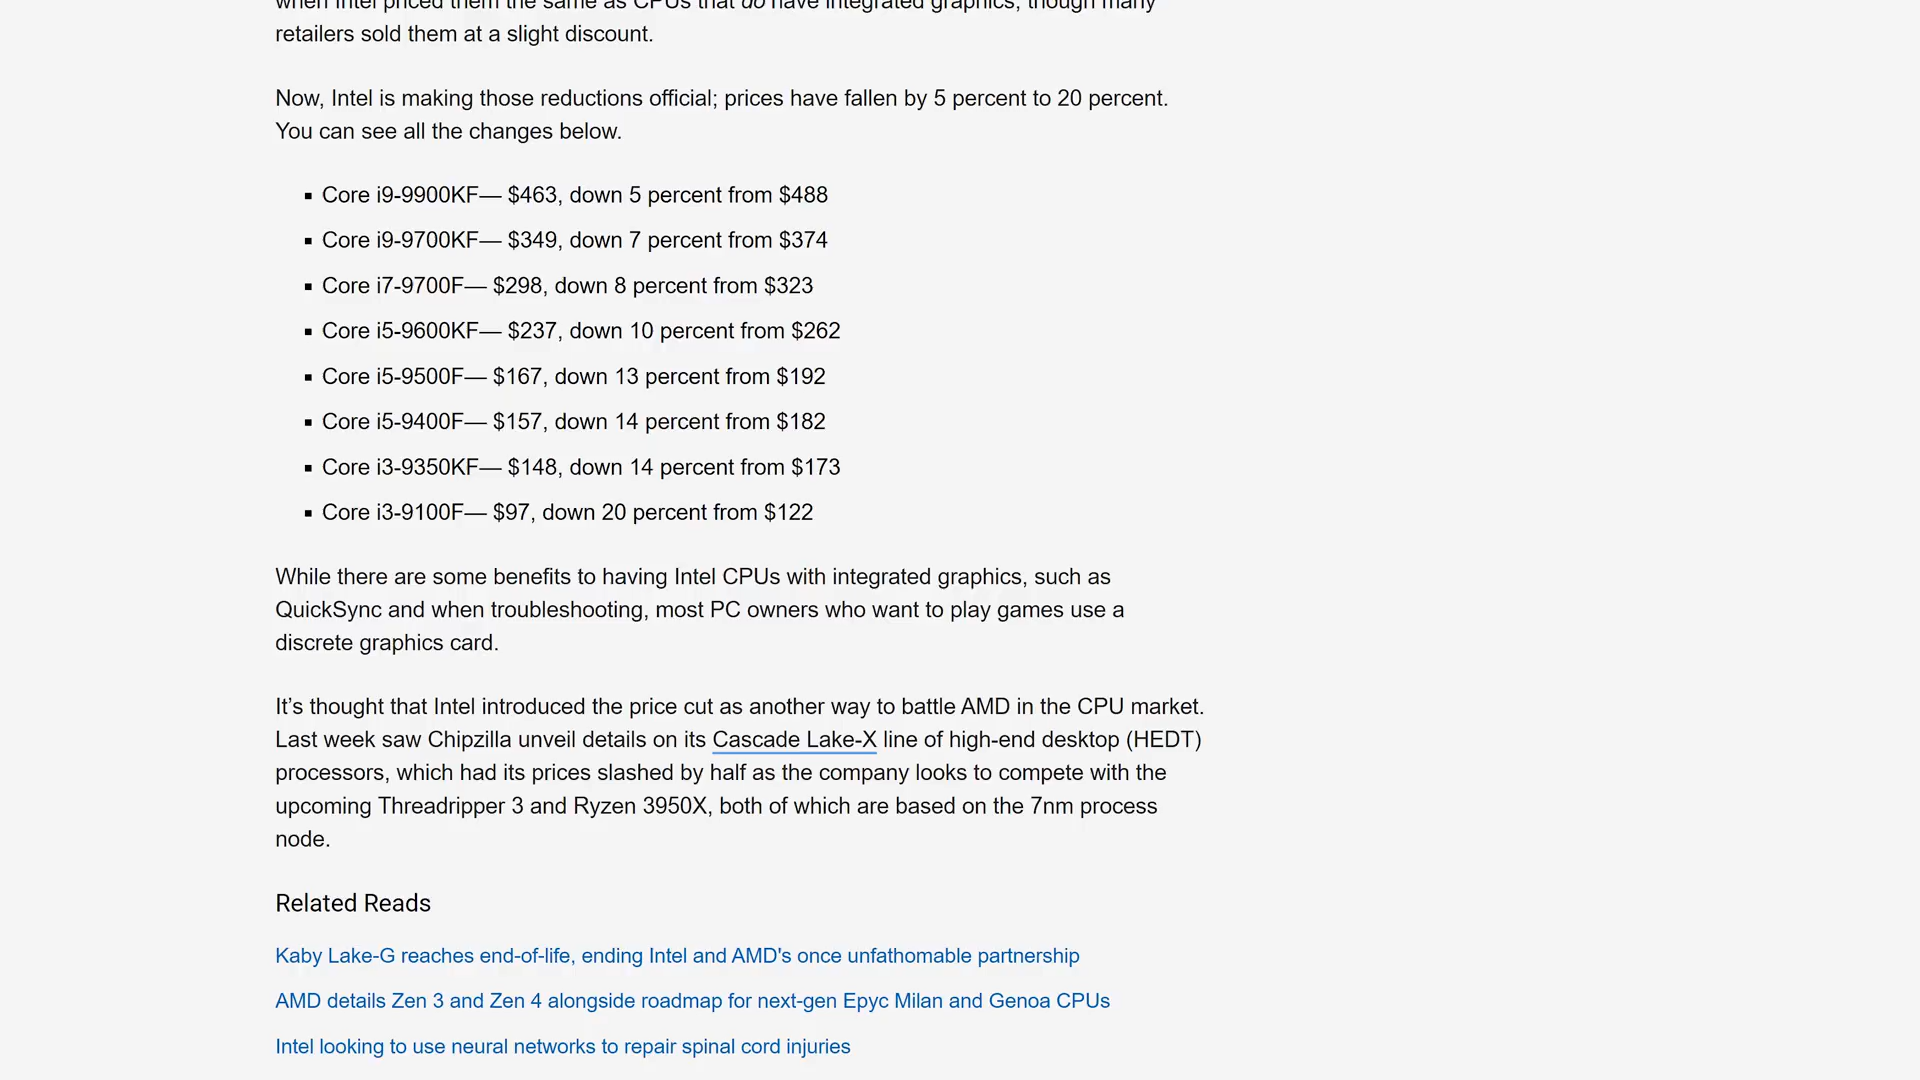 when Intel priced them the same as CPUs that do have integrated graphics, though many
retailers sold them at a slight discount.
Now, Intel is making those reductions official; prices have fallen by 5 percent to 20 percent.
You can see all the changes below.
▪ Core i9-9900KF— $463, down 5 percent from $488
▪ Core i9-9700KF— $349, down 7 percent from $374
▪ Core i7-9700F— $298, down 8 percent from $323
▪ Core i5-9600KF— $237, down 10 percent from $262
▪ Core i5-9500F— $167, down 13 percent from $192
▪ Core i5-9400F— $157, down 14 percent from $182
▪ Core i3-9350KF— $148, down 14 percent from $173
▪ Core i3-9100F— $97, down 20 percent from $122
While there are some benefits to having Intel CPUs with integrated graphics, such as
QuickSync and when troubleshooting, most PC owners who want to play games use a
discrete graphics card.
It’s thought that Intel introduced the price cut as another way to battle AMD in the CPU market.
Last week saw Chipzilla unveil details on its Cascade Lake-X line of high-end desktop (HEDT)
processors, which had its prices slashed by half as the company looks to compete with the
upcoming Threadripper 3 and Ryzen 3950X, both of which are based on the 7nm process
node.
Related Reads
Kaby Lake-G reaches end-of-life, ending Intel and AMD's once unfathomable partnership
AMD details Zen 3 and Zen 4 alongside roadmap for next-gen Epyc Milan and Genoa CPUs
Intel looking to use neural networks to repair spinal cord injuries